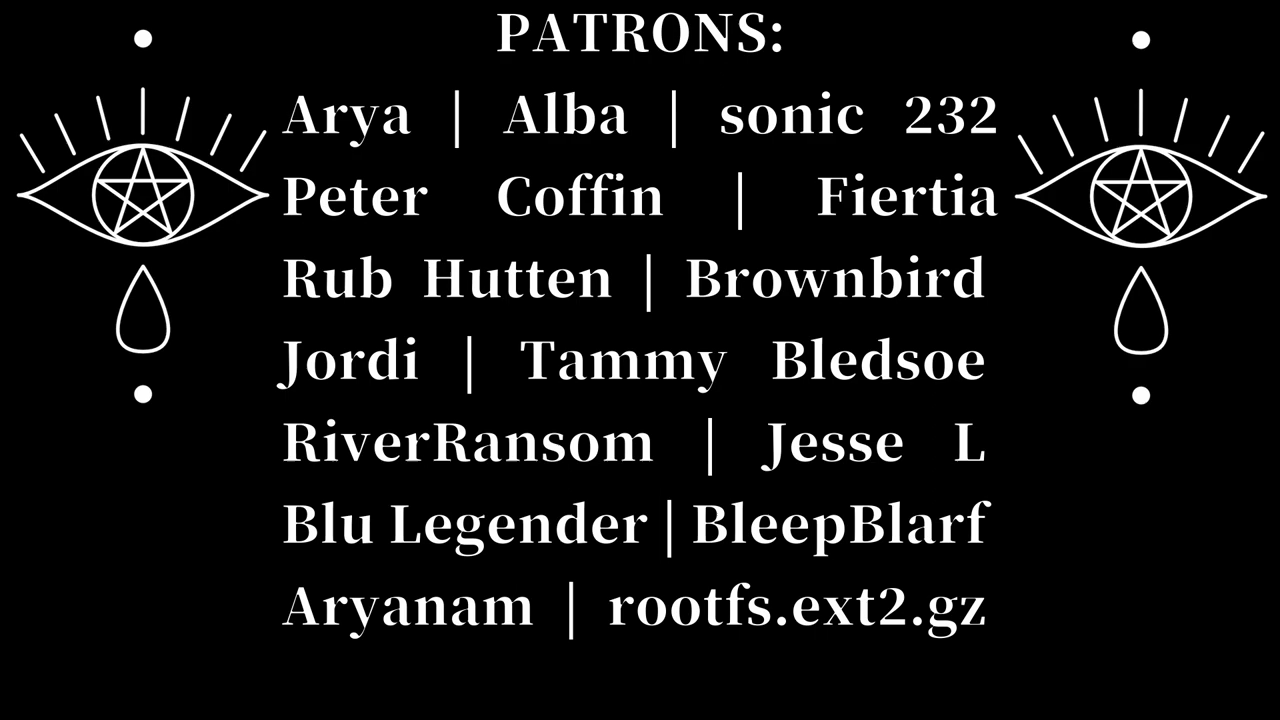 PATRONS:
Arya | Alba | sonic 232
Peter Coffin | Fiertia
Rub Hutten | Brownbird
Jordi | Tammy Bledsoe
RiverRansom | Jesse L
Blu Legender | BleepBlarf
Aryanam | rootfs.ext2.gz